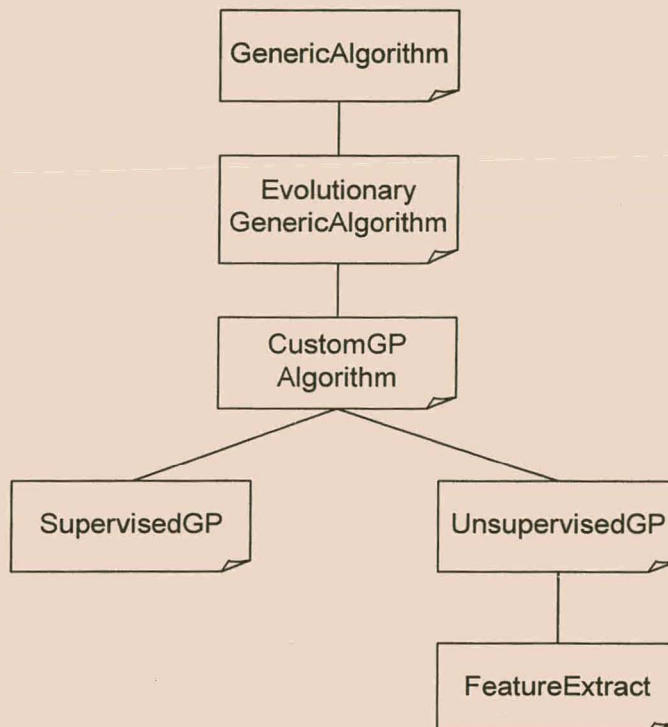 GenericAlgorithm
Evolutionary
GenericAlgorithm
CustomGP
Algorithm
SupervisedGP
UnsupervisedGP
FeatureExtract